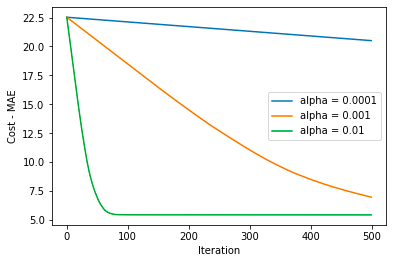 22.5
20.0
17.5
15.0
12.5
10.0
7.5
5.0
Cost - MAE
alpha = 0.0001
alpha = 0.001
alpha = 0.01
0
100
200
300
400
500
Iteration